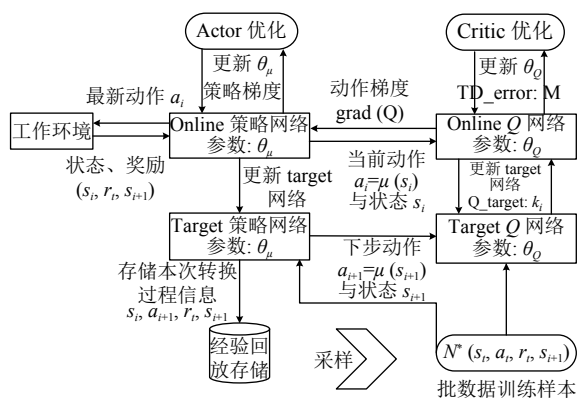 Actor 优化
Critic 优化
更新 θμ
策略梯度
更新 θQ
TD_error: M
最新动作 ai
动作梯度
grad (Q)
工作环境
Online 策略网络
参数: θμ
Online Q 网络
参数: θQ
状态、奖励
(si, rt, si+1)
当前动作
ai=μ (si)
与状态 si
更新 target
网络
更新 target
网络
Q_target: ki
Target 策略网络
参数: θμ
Target Q 网络
参数: θQ
下步动作
ai+1=μ (si+1)
与状态 si+1
存储本次转换
过程信息
si, ai+1, rt, si+1
经验回
放存储
采样
N* (st, at, rt, si+1)
批数据训练样本